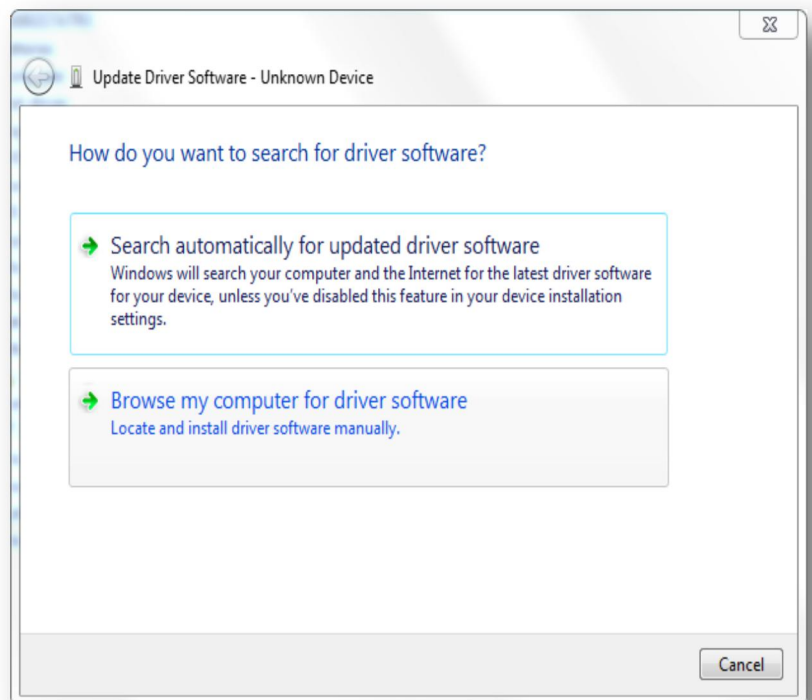 Update Driver Software - Unknown Device
How do you want to search for driver software?
Search automatically for updated driver software
Windows will search your computer and the Internet for the latest driver software
for your device, unless you've disabled this feature in your device installation
settings.
Browse my computer for driver software
Locate and install driver software manually.
Cancel